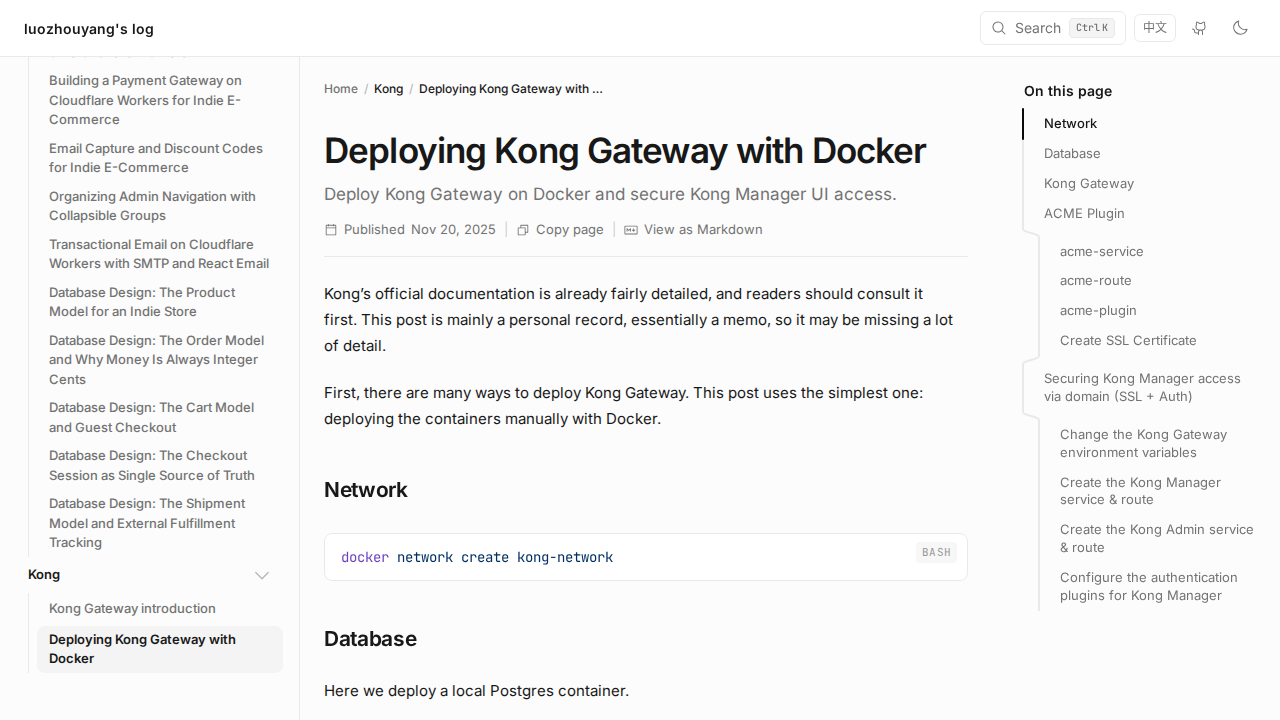 luozhouyang's log
Search
Ctrl K
中文
Building a Payment Gateway on
Cloudflare Workers for Indie E-
Commerce
Email Capture and Discount Codes
for Indie E-Commerce
Organizing Admin Navigation with
Collapsible Groups
Transactional Email on Cloudflare
Workers with SMTP and React Email
Database Design: The Product
Model for an Indie Store
Database Design: The Order Model
and Why Money Is Always Integer
Cents
Database Design: The Cart Model
and Guest Checkout
Database Design: The Checkout
Session as Single Source of Truth
Database Design: The Shipment
Model and External Fulfillment
Tracking
Kong
Kong Gateway introduction
Deploying Kong Gateway with
Docker
Home / Kong / Deploying Kong Gateway with ...
Deploying Kong Gateway with Docker
Deploy Kong Gateway on Docker and secure Kong Manager UI access.
Published Nov 20, 2025
Copy page
View as Markdown
Kong’s official documentation is already fairly detailed, and readers should consult it
first. This post is mainly a personal record, essentially a memo, so it may be missing a lot
of detail.
First, there are many ways to deploy Kong Gateway. This post uses the simplest one:
deploying the containers manually with Docker.
Network
docker network create kong-network
BASH
Database
Here we deploy a local Postgres container.
On this page
Network
Database
Kong Gateway
ACME Plugin
acme-service
acme-route
acme-plugin
Create SSL Certificate
Securing Kong Manager access
via domain (SSL + Auth)
Change the Kong Gateway
environment variables
Create the Kong Manager
service & route
Create the Kong Admin service
& route
Configure the authentication
plugins for Kong Manager